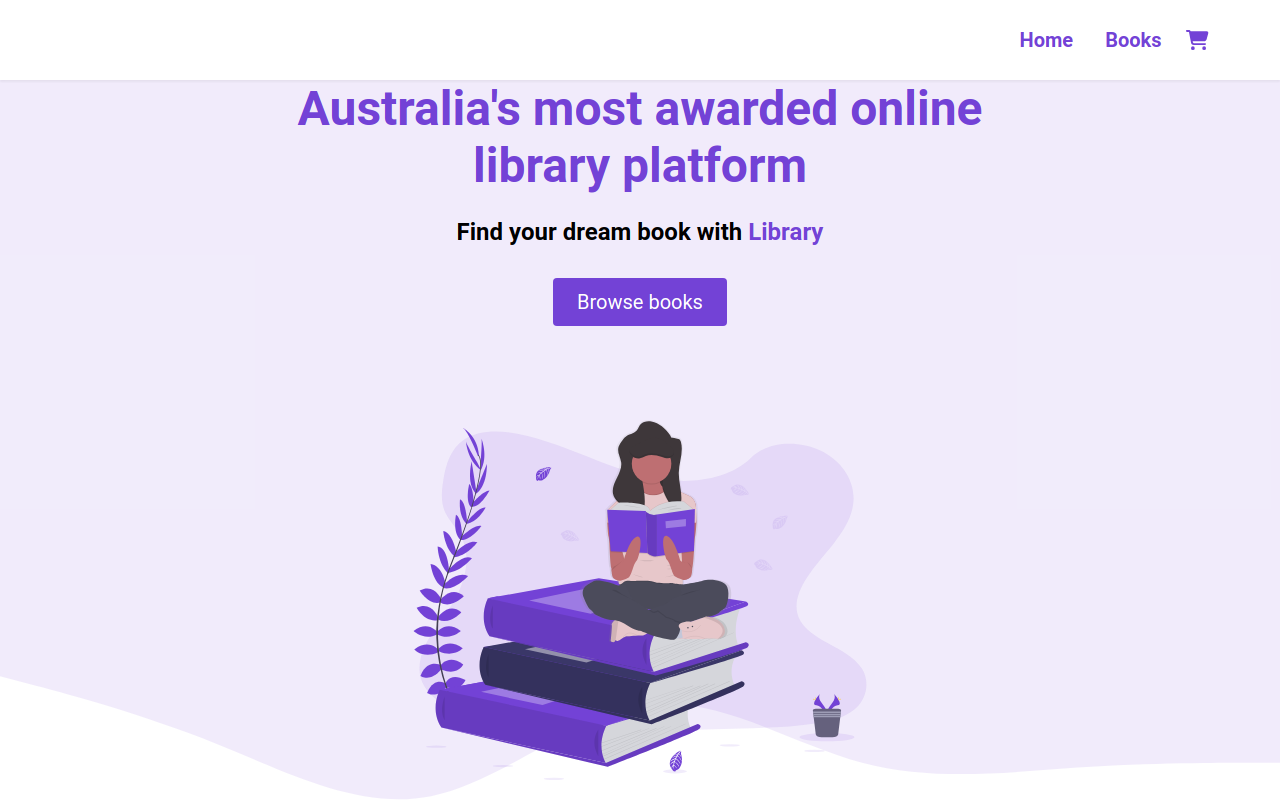 Home Books
Australia's most awarded online
library platform
Find your dream book with Library
Browse books